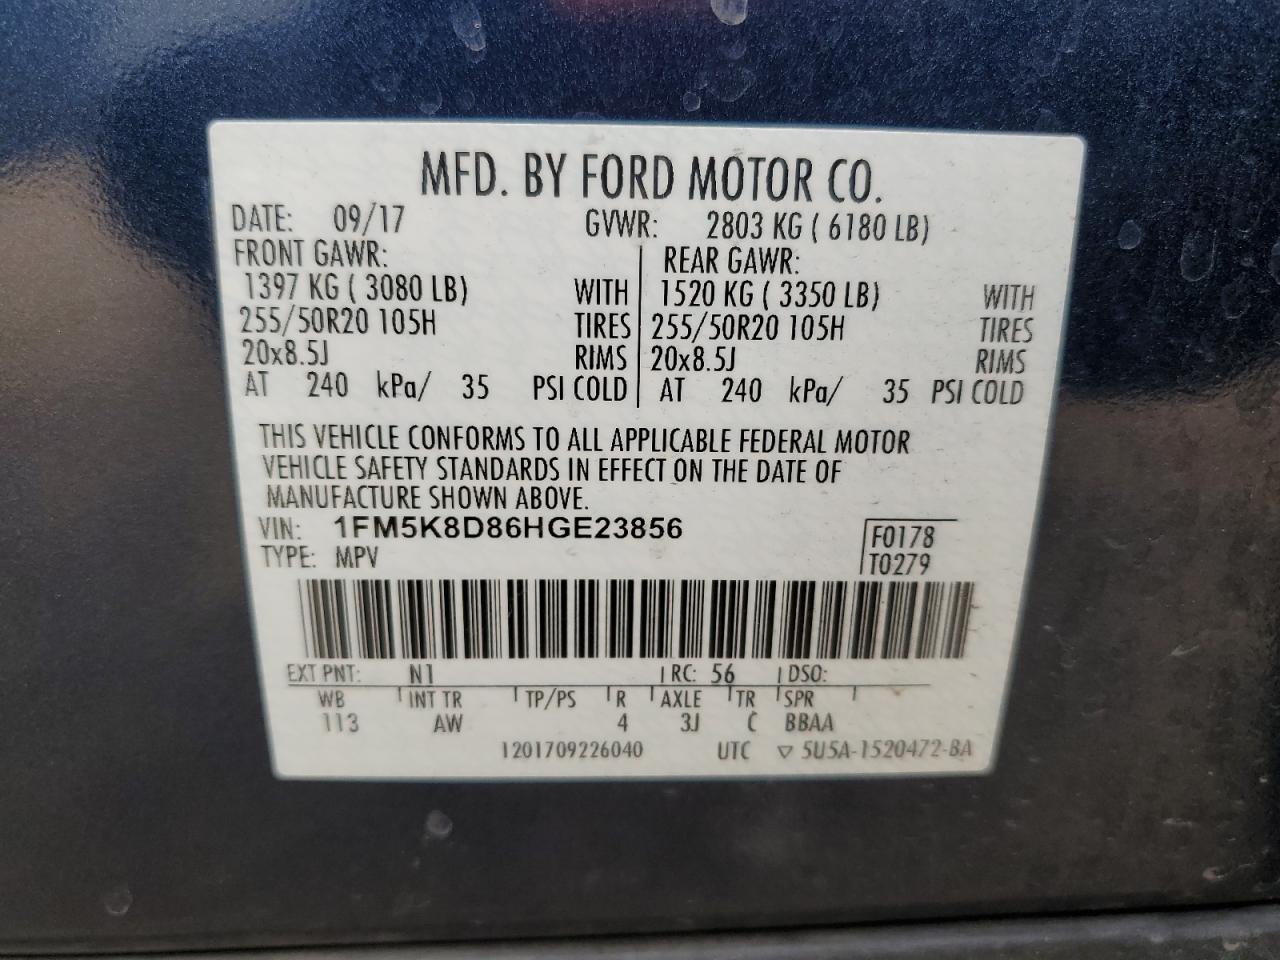 MFD. BY FORD MOTOR CO.
DATE: 09/17 GVWR: 2803 KG ( 6180 LB)
FRONT GAWR: REAR GAWR:
1397 KG ( 3080 LB) WITH 1520 KG ( 3350 LB) WITH
255/50R20 105H TIRES 255/50R20 105H TIRES
20x8.5J RIMS 20x8.5J RIMS
AT 240 kPa/ 35 PSI COLD AT 240 kPa/ 35 PSI COLD
THIS VEHICLE CONFORMS TO ALL APPLICABLE FEDERAL MOTOR
VEHICLE SAFETY STANDARDS IN EFFECT ON THE DATE OF
MANUFACTURE SHOWN ABOVE.
VIN: 1FM5K8D86HGE23856 F0178
TYPE: MPV T0279
EXT PNT: N1 RC: 56 DSO:
WB INT TR TP/PS R AXLE TR SPR
113 AW 4 3J C BBAA
1201709226040 UTC ▽ 5U5A-1520472-BA